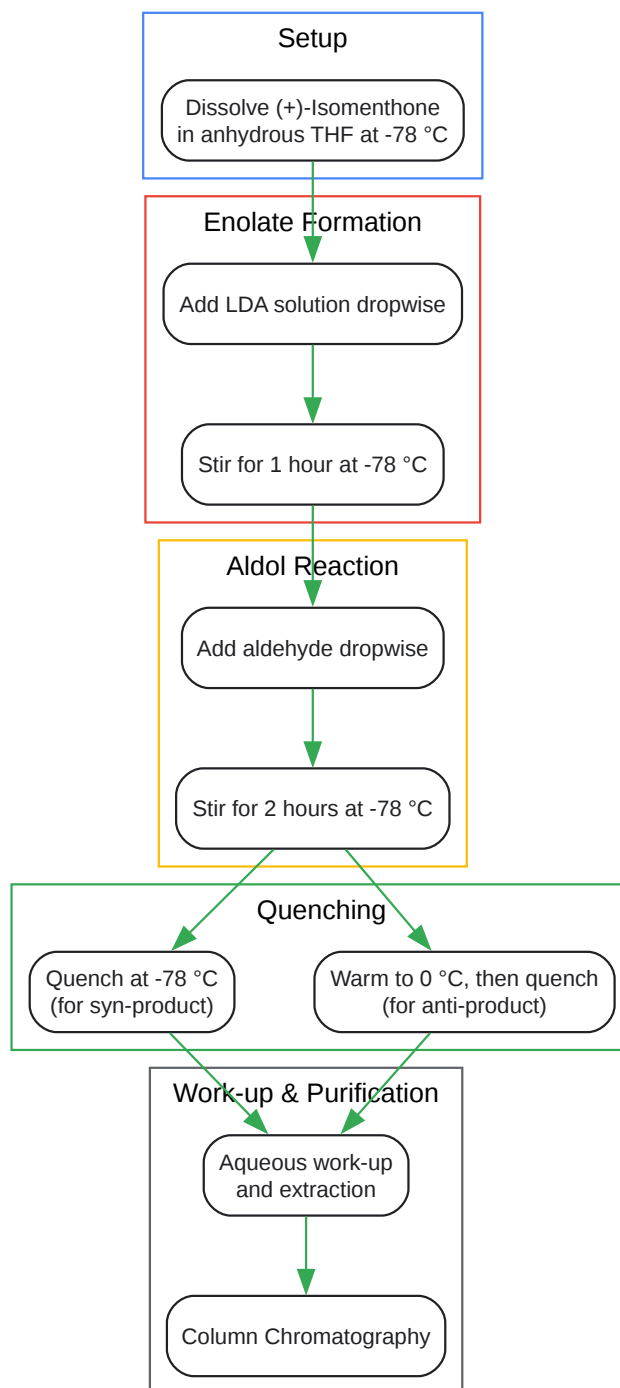 Setup
Dissolve (+)-Isomenthone
in anhydrous THF at -78 °C
Enolate Formation
Add LDA solution dropwise
Stir for 1 hour at -78 °C
Aldol Reaction
Add aldehyde dropwise
Stir for 2 hours at -78 °C
Quenching
Quench at -78 °C
(for syn-product)
Warm to 0 °C, then quench
(for anti-product)
Work-up & Purification
Aqueous work-up
and extraction
Column Chromatography